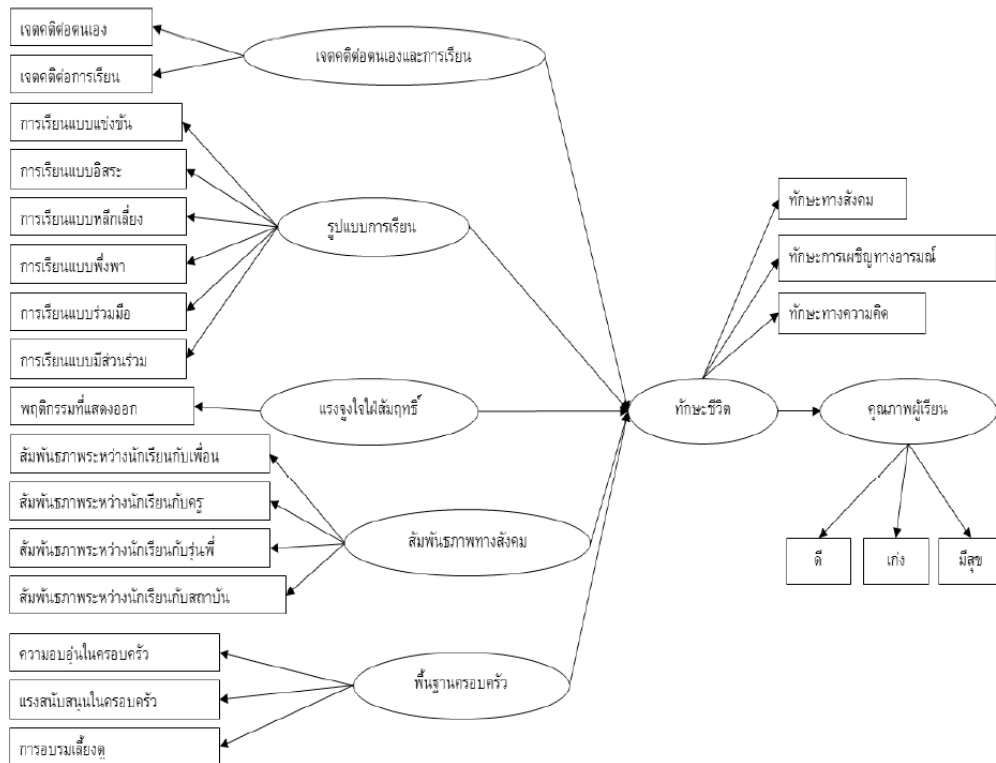 เจตคติต่อตนเอง
เจตคติต่อการเรียน
เจตคติต่อตนเองและการเรียน
การเรียนแบบแข่งขัน
การเรียนแบบอิสระ
การเรียนแบบหลีกเลี่ยง
การเรียนแบบพึ่งพา
การเรียนแบบร่วมมือ
การเรียนแบบมีส่วนร่วม
รูปแบบการเรียน
พฤติกรรมที่แสดงออก
แรงจูงใจใฝ่สัมฤทธิ์
สัมพันธภาพระหว่างนักเรียนกับเพื่อน
สัมพันธภาพระหว่างนักเรียนกับครู
สัมพันธภาพระหว่างนักเรียนกับรุ่นพี่
สัมพันธภาพระหว่างนักเรียนกับสถาบัน
สัมพันธภาพทางสังคม
ความอบอุ่นในครอบครัว
แรงสนับสนุนในครอบครัว
การอบรมเลี้ยงดู
พื้นฐานครอบครัว
ทักษะทางสังคม
ทักษะการเผชิญทางอารมณ์
ทักษะทางความคิด
ทักษะชีวิต
คุณภาพผู้เรียน
ดี
เก่ง
มีสุข